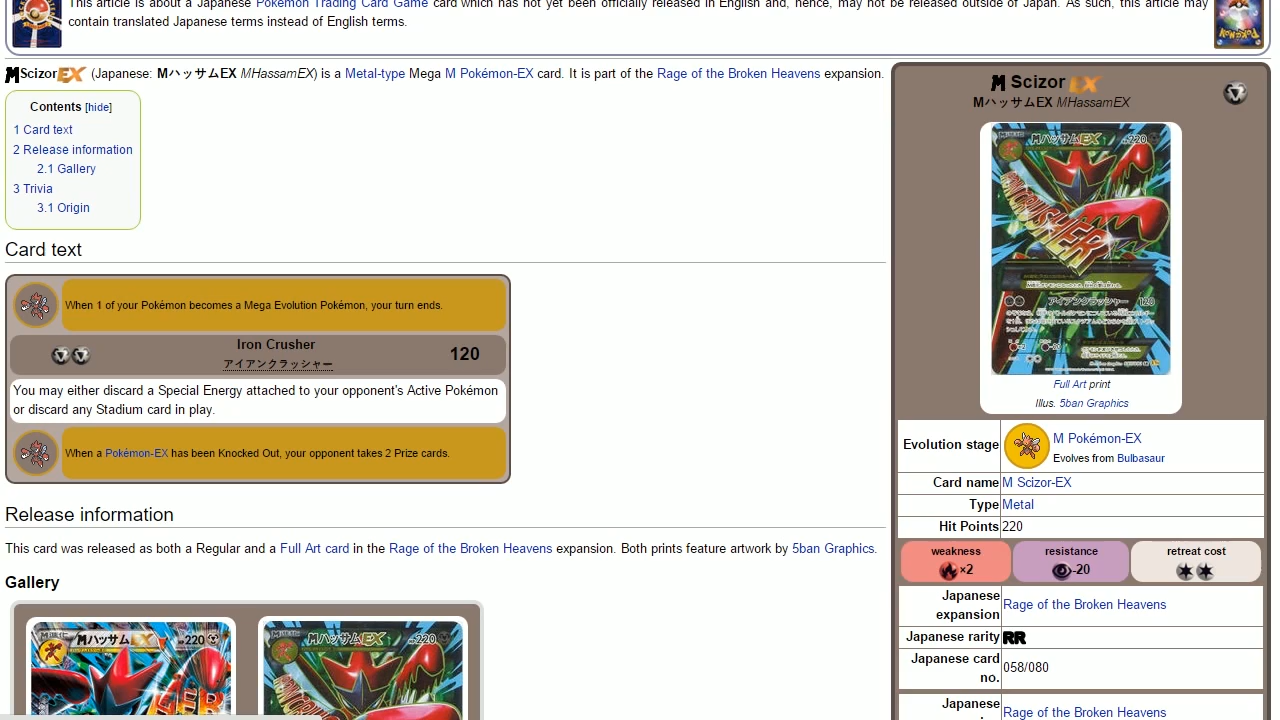 This article is about a Japanese Pokémon Trading Card Game card which has not yet been officially released in English and, hence, may not be released outside of Japan. As such, this article may
contain translated Japanese terms instead of English terms.
M Scizor EX (Japanese: MハッサムEX MHassamEX) is a Metal-type Mega M Pokémon-EX card. It is part of the Rage of the Broken Heavens expansion.
Contents [hide]
1 Card text
2 Release information
2.1 Gallery
3 Trivia
3.1 Origin
Card text
When 1 of your Pokémon becomes a Mega Evolution Pokémon, your turn ends.
Iron Crusher
アイアンクラッシャー
120
You may either discard a Special Energy attached to your opponent's Active Pokémon
or discard any Stadium card in play.
When a Pokémon-EX has been Knocked Out, your opponent takes 2 Prize cards.
Release information
This card was released as both a Regular and a Full Art card in the Rage of the Broken Heavens expansion. Both prints feature artwork by 5ban Graphics.
Gallery
M進化 MハッサムEX 220
MハッサムEX 220
M Scizor EX
MハッサムEX MHassamEX
MハッサムEX 220
IRON CRUSHER
アイアンクラッシャー 120
Full Art print
Illus. 5ban Graphics
Evolution stage
M Pokémon-EX
Evolves from Bulbasaur
Card name M Scizor-EX
Type Metal
Hit Points 220
weakness
×2
resistance
-20
retreat cost
Japanese
expansion
Rage of the Broken Heavens
Japanese rarity RR
Japanese card
no.
058/080
Japanese
Rage of the Broken Heavens